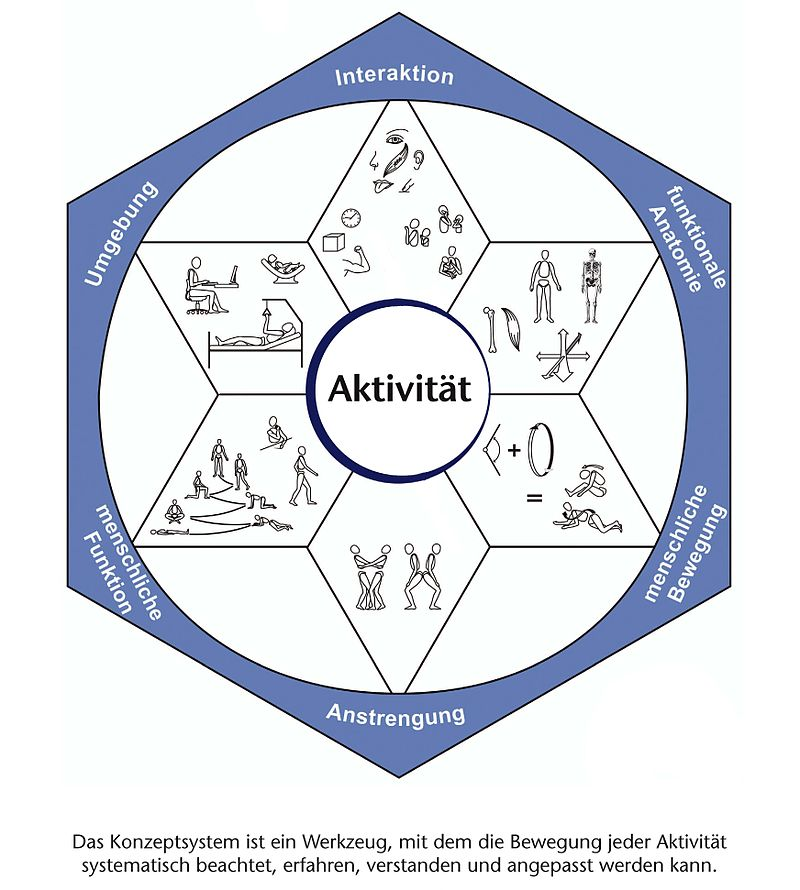 Interaktion
funktionale
Anatomie
Umgebung
Aktivität
+
=
menschliche
Funktion
menschliche
Bewegung
Anstrengung
Das Konzeptsystem ist ein Werkzeug, mit dem die Bewegung jeder Aktivität
systematisch beachtet, erfahren, verstanden und angepasst werden kann.